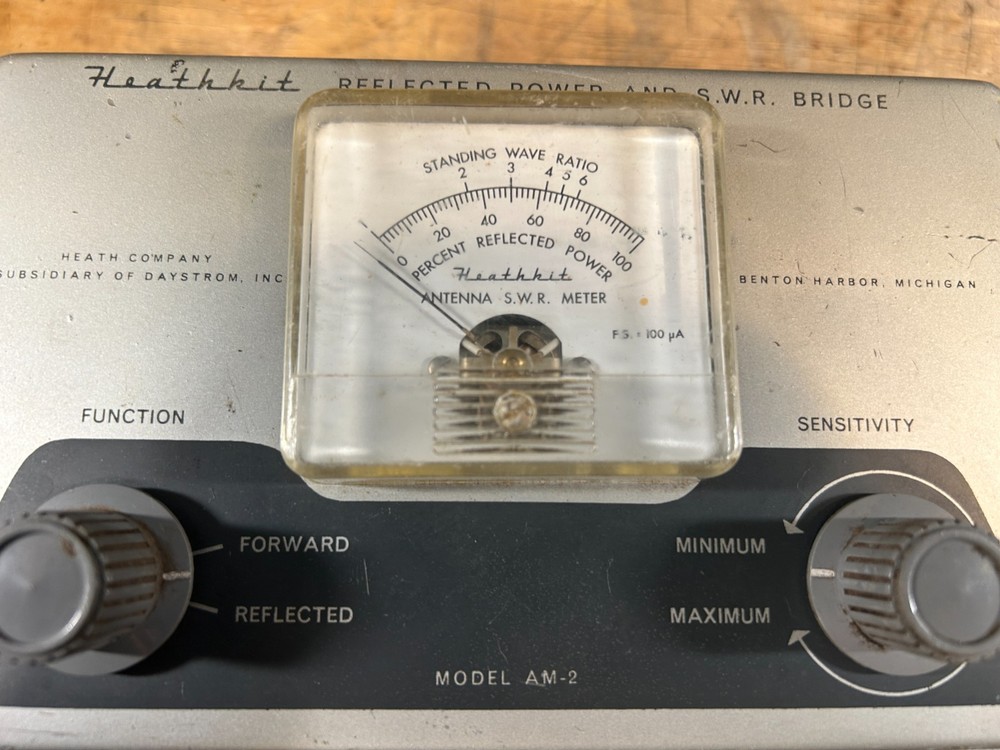 Heathkit REFLECTED POWER AND S.W.R. BRIDGE
STANDING WAVE RATIO
2 3 4 5 6
0 20 40 60 80 100
PERCENT REFLECTED POWER
Heathkit
ANTENNA S.W.R. METER
F.S. = 100 µA
HEATH COMPANY
SUBSIDIARY OF DAYSTROM, INC
BENTON HARBOR, MICHIGAN
FUNCTION
SENSITIVITY
FORWARD
MINIMUM
REFLECTED
MAXIMUM
MODEL AM-2